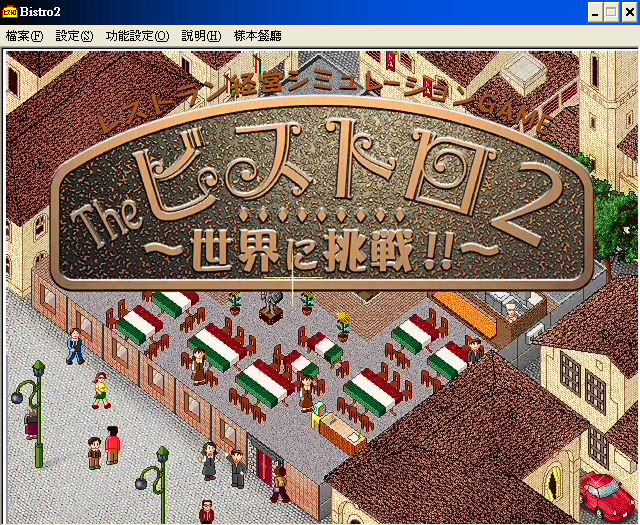 Bistro2
檔案(F) 設定(S) 功能設定(O) 說明(H) 樣本餐廳
レストラン経営シミュレーションGAME
The ビストロ2
～世界に挑戦!!～